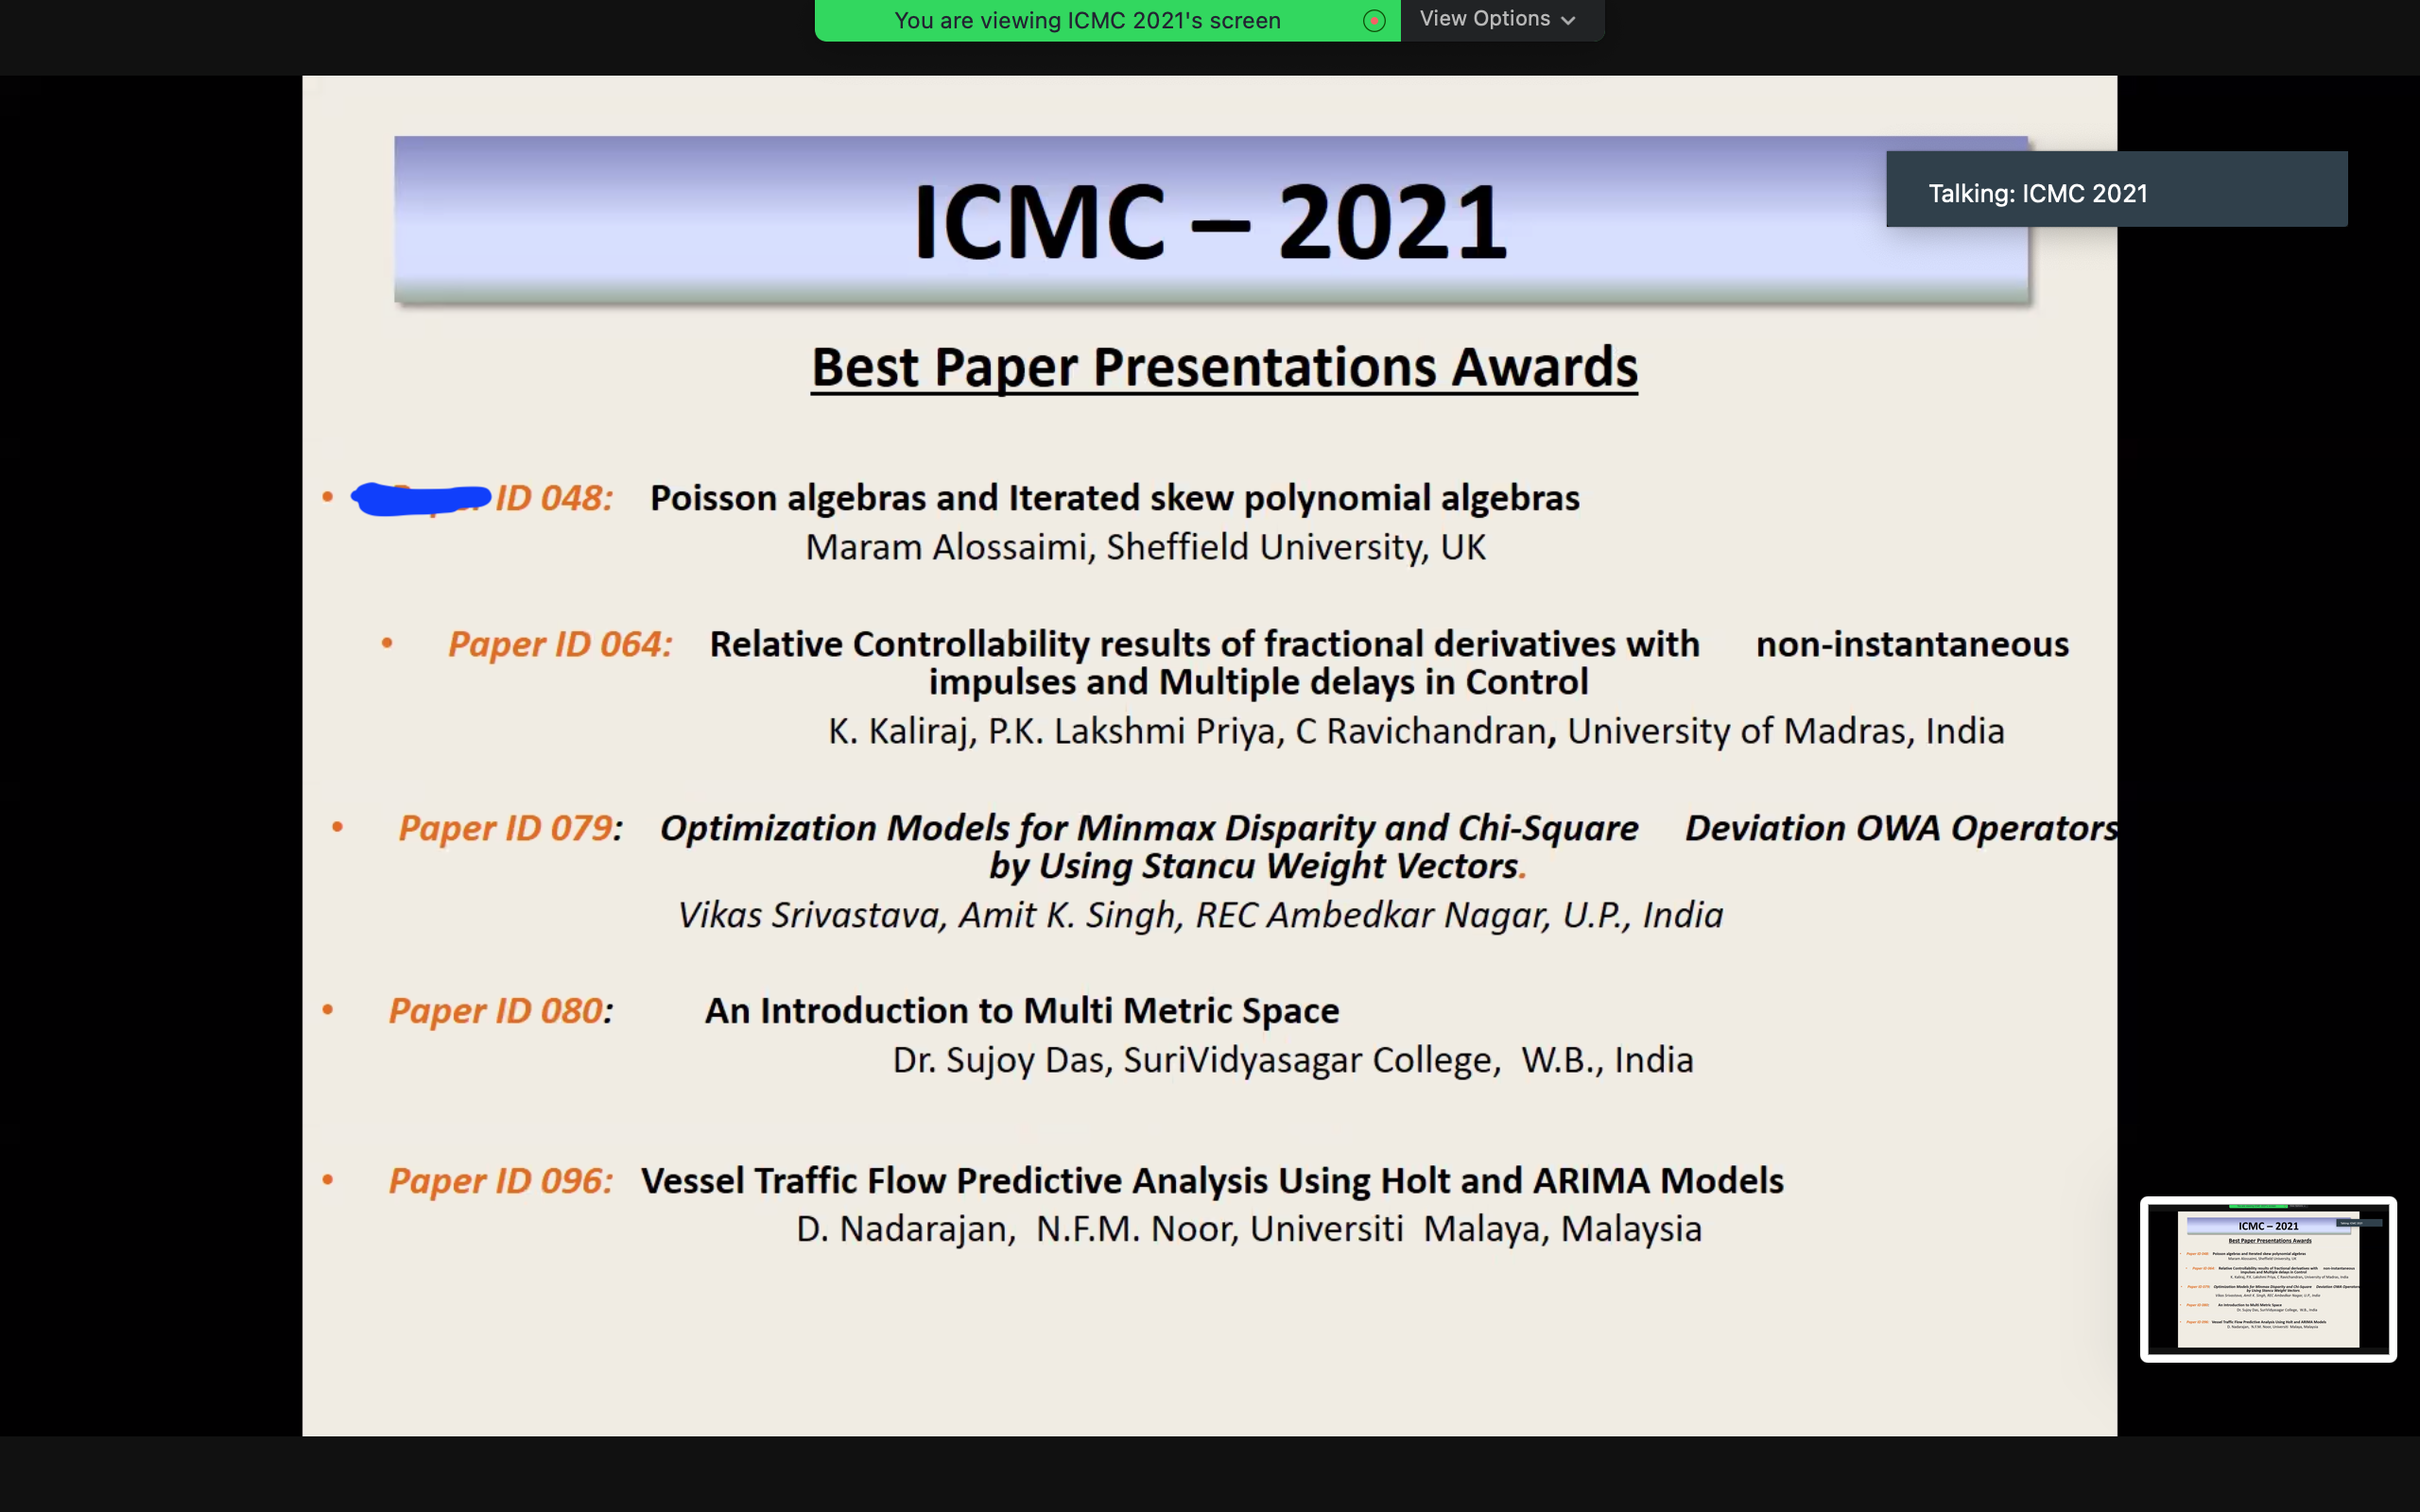 You are viewing ICMC 2021's screen
View Options
Talking: ICMC 2021
ICMC – 2021
Best Paper Presentations Awards
• ID 048: Poisson algebras and Iterated skew polynomial algebras
Maram Alossaimi, Sheffield University, UK
• Paper ID 064: Relative Controllability results of fractional derivatives with non-instantaneous
impulses and Multiple delays in Control
K. Kaliraj, P.K. Lakshmi Priya, C Ravichandran, University of Madras, India
• Paper ID 079: Optimization Models for Minmax Disparity and Chi-Square Deviation OWA Operators
by Using Stancu Weight Vectors.
Vikas Srivastava, Amit K. Singh, REC Ambedkar Nagar, U.P., India
• Paper ID 080: An Introduction to Multi Metric Space
Dr. Sujoy Das, SuriVidyasagar College, W.B., India
• Paper ID 096: Vessel Traffic Flow Predictive Analysis Using Holt and ARIMA Models
D. Nadarajan, N.F.M. Noor, Universiti Malaya, Malaysia
ICMC – 2021
Best Paper Presentations Awards